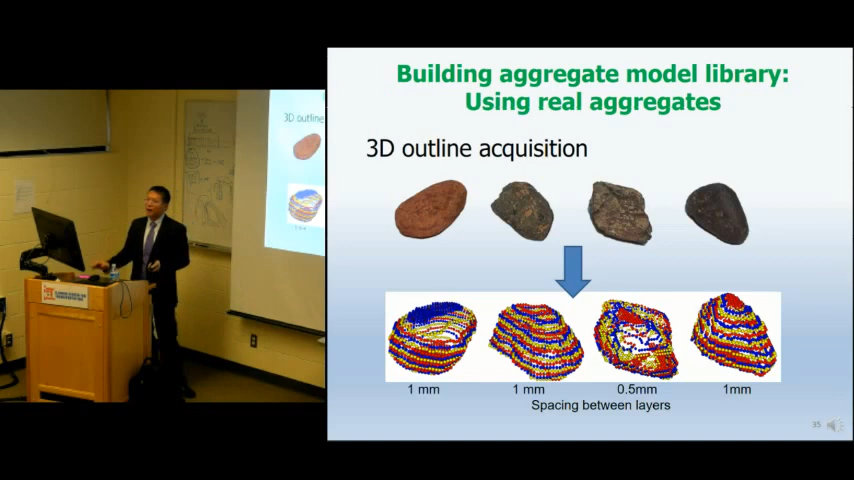 Building aggregate model library:
Using real aggregates
3D outline acquisition
1 mm
1 mm
0.5mm
1mm
Spacing between layers
35
3D outline